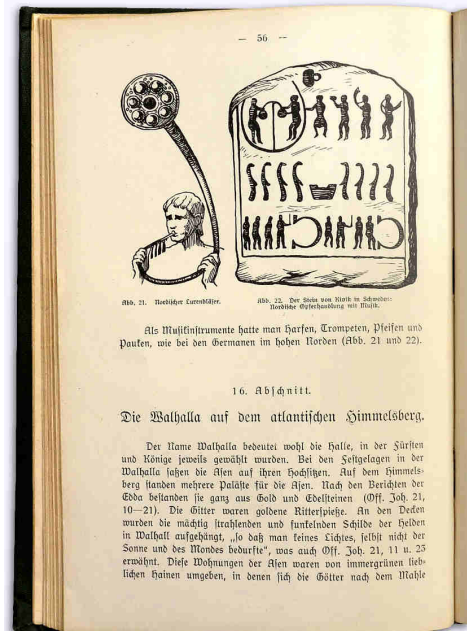 — 56 —
Abb. 21. Nordischer Lurenbläser.
Abb. 22. Der Stein von Kivik in Schweden:
Nordische Opferhandlung mit Musik.
Als Musikinstrumente hatte man Harfen, Trompeten, Pfeifen und
Pauken, wie bei den Germanen im hohen Norden (Abb. 21 und 22).
16. Abschnitt.
Die Walhalla auf dem atlantischen Himmelsberg.
Der Name Walhalla bedeutet wohl die Halle, in der Fürsten
und Könige jeweils gewählt wurden. Bei den Festgelagen in der
Walhalla saßen die Asen auf ihren Hochsitzen. Auf dem Himmels-
berg standen mehrere Paläste für die Asen. Nach den Berichten der
Edda bestanden sie ganz aus Gold und Edelsteinen (Off. Joh. 21,
10—21). Die Gitter waren goldene Ritterspieße. An den Decken
wurden die mächtig strahlenden und funkelnden Schilde der Helden
in Walhall aufgehängt, „so daß man keines Lichtes, selbst nicht der
Sonne und des Mondes bedurfte“, was auch Off. Joh. 21, 11 u. 23
erwähnt. Diese Wohnungen der Asen waren von immergrünen lieb-
lichen Hainen umgeben, in denen sich die Götter nach dem Mahle